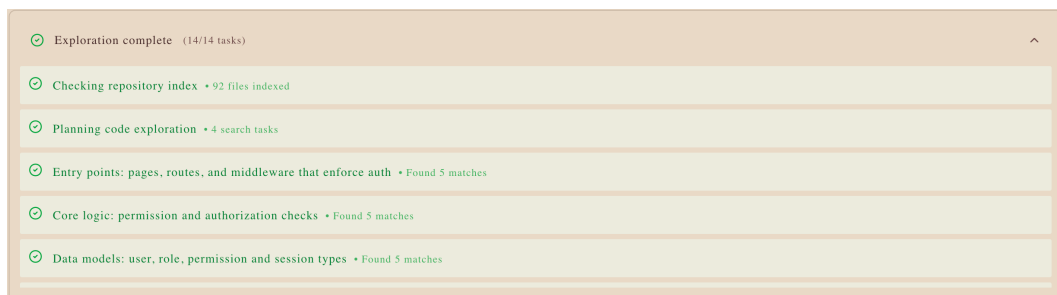 Exploration complete (14/14 tasks)
Checking repository index • 92 files indexed
Planning code exploration • 4 search tasks
Entry points: pages, routes, and middleware that enforce auth • Found 5 matches
Core logic: permission and authorization checks • Found 5 matches
Data models: user, role, permission and session types • Found 5 matches